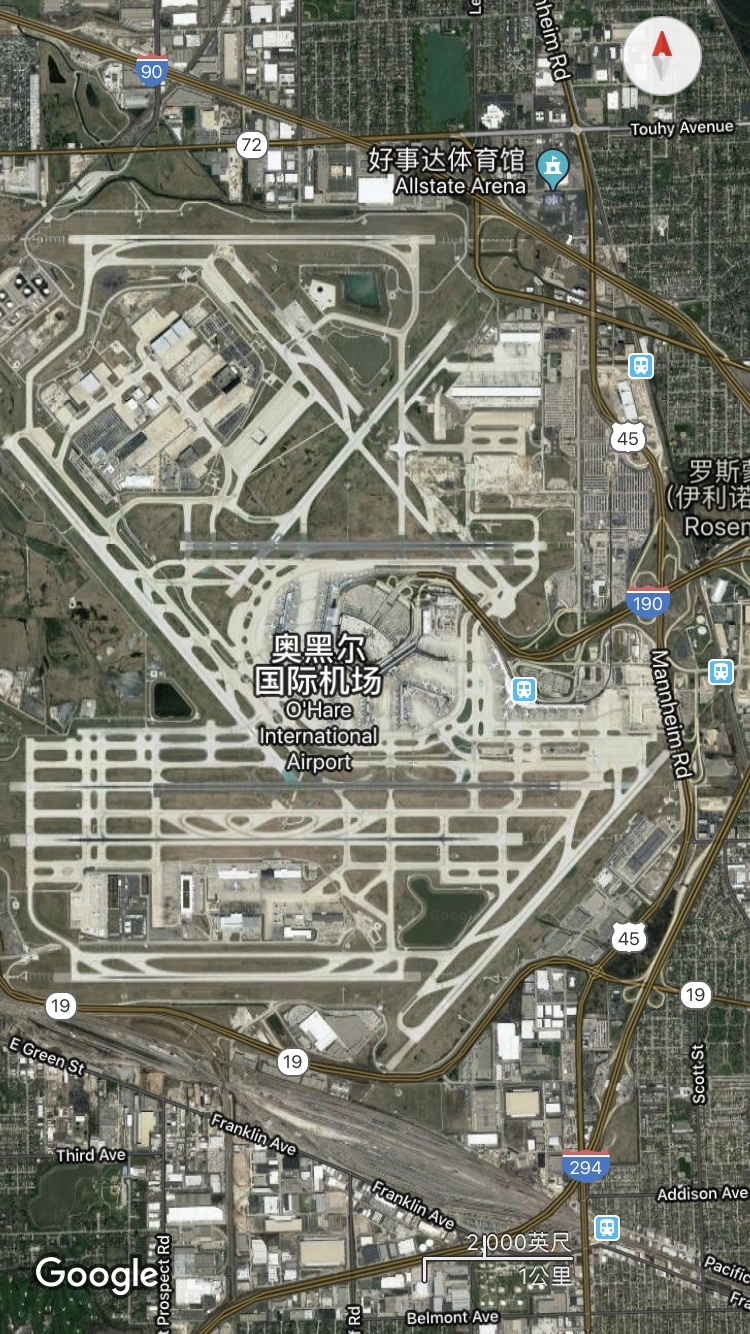 Mannheim Rd
90
72
Touhy Avenue
好事达体育馆
Allstate Arena
45
罗斯
(伊利诺
Rosem
190
奥黑尔
国际机场
O'Hare
International
Airport
Mannheim Rd
45
19
19
19
E Green St
Scott St
Franklin Ave
Third Ave
294
Franklin Ave
Addison Ave
2,000英尺
1公里
Google
Prospect Rd
Pacific
Fra
Belmont Ave